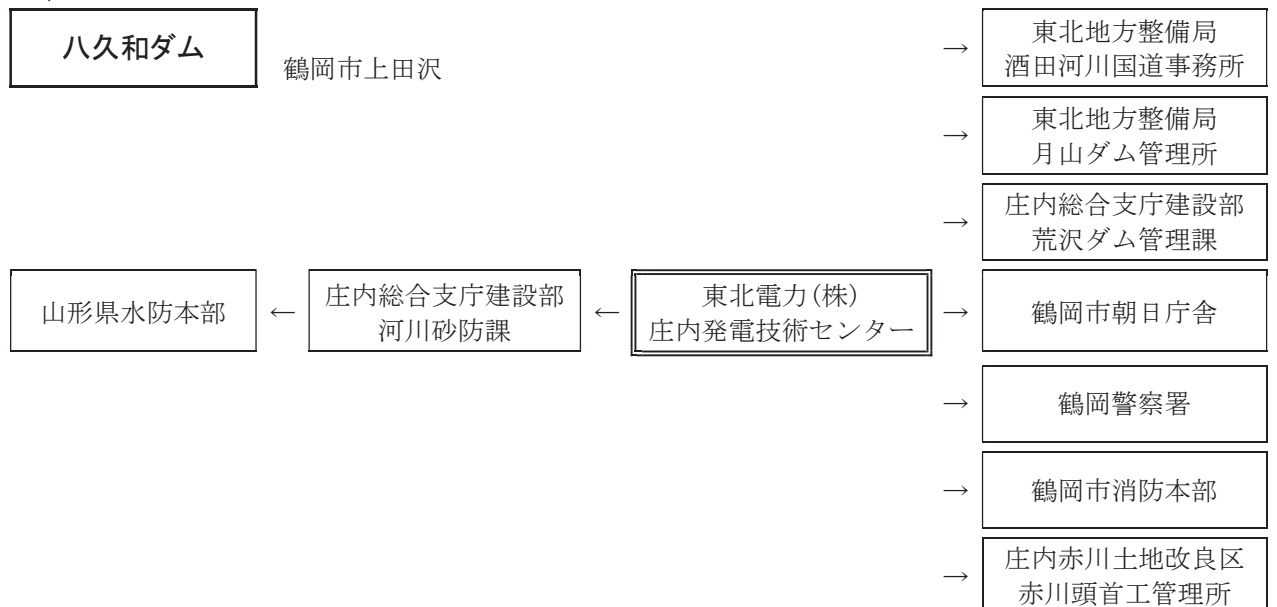 八久和ダム
鶴岡市上田沢
→
東北地方整備局
酒田河川国道事務所
→
東北地方整備局
月山ダム管理所
→
庄内総合支庁建設部
荒沢ダム管理課
山形県水防本部
←
庄内総合支庁建設部
河川砂防課
←
東北電力(株)
庄内発電技術センター
→
鶴岡市朝日庁舎
→
鶴岡警察署
→
鶴岡市消防本部
→
庄内赤川土地改良区
赤川頭首工管理所